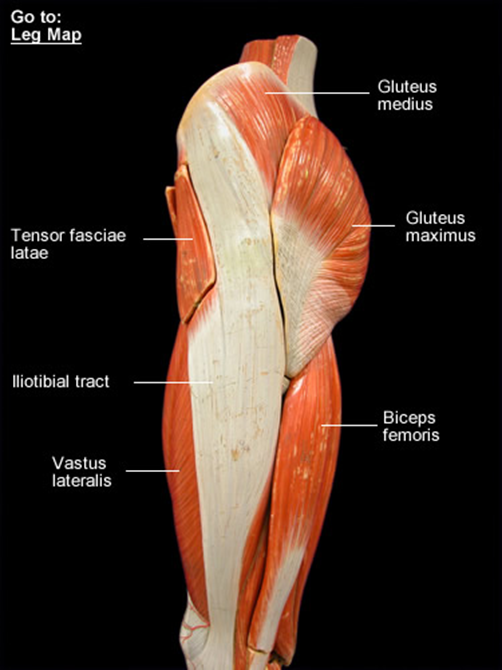 Go to:
Leg Map
Gluteus
medius
Tensor fasciae
latae
Gluteus
maximus
Iliotibial tract
Biceps
femoris
Vastus
lateralis